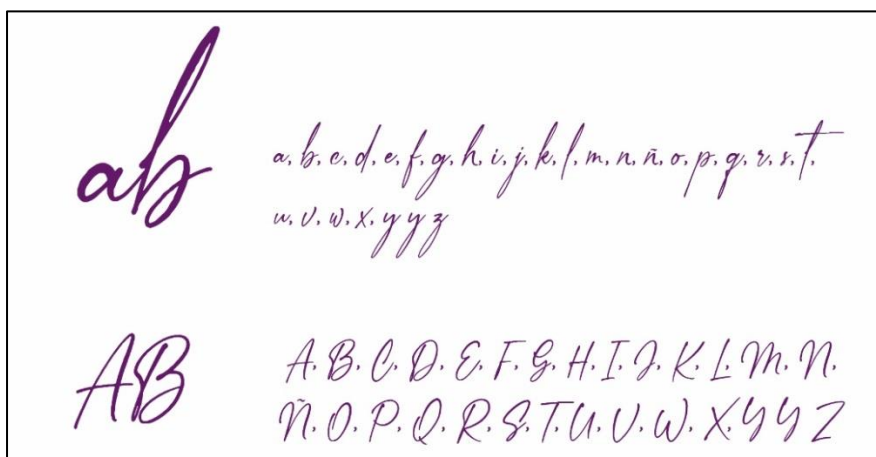 ab
a, b, c, d, e, f, g, h, i, j, k, l, m, n, ñ, o, p, q, r, s, t,
u, v, w, x, y y z
AB
A, B, C, D, E, F, G, H, I, J, K, L, M, N,
Ñ, O, P, Q, R, S, T, U, V, W, X, Y Y Z